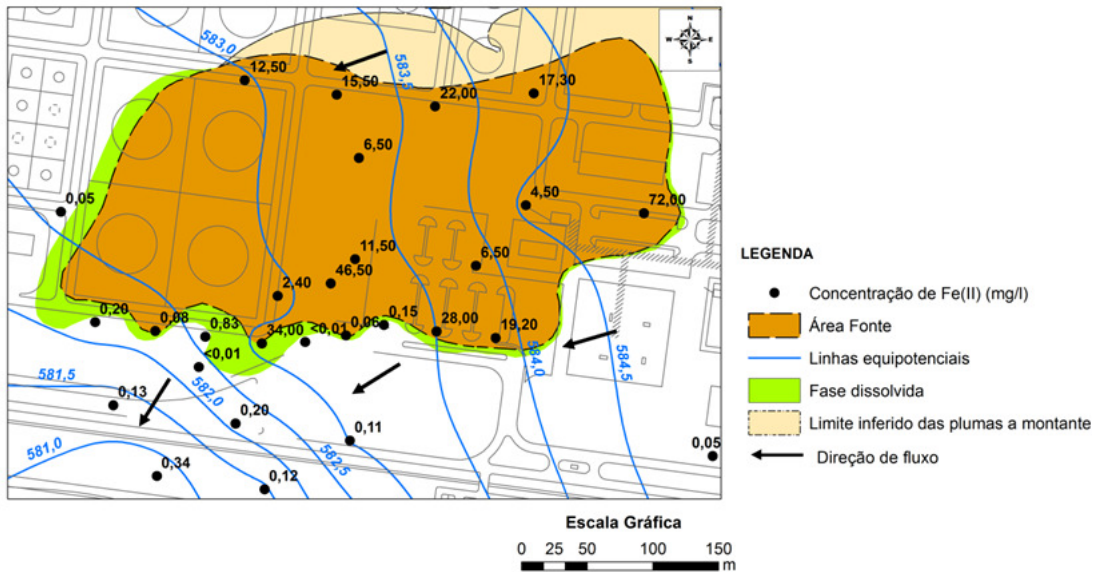 N
W E
S
583,0
12,50
15,50
583,5
22,00
17,30
6,50
0,05
4,50
72,00
11,50
46,50
6,50
2,40
0,20
0,08
0,83
34,00
<0,01
0,06
0,15
28,00
19,20
<0,01
584,0
584,5
581,5
582,0
0,13
0,20
0,11
582,5
581,0
0,34
0,12
0,05
LEGENDA
Concentração de Fe(II) (mg/l)
Área Fonte
Linhas equipotenciais
Fase dissolvida
Limite inferido das plumas a montante
Direção de fluxo
Escala Gráfica
0 25 50 100 150
m